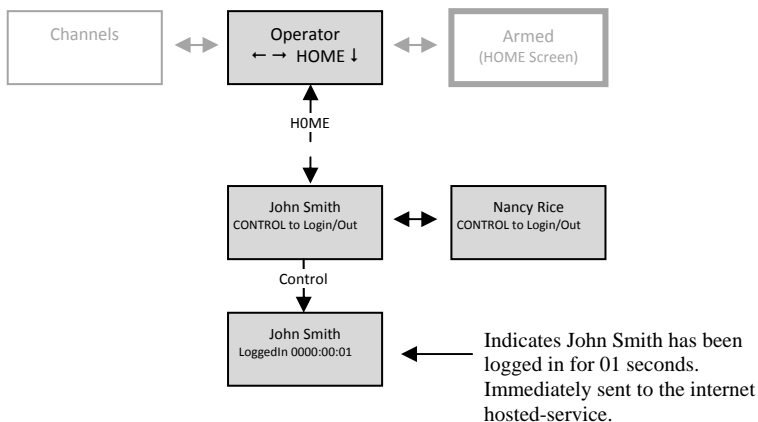 Channels
Operator
← → HOME ↓
Armed
(HOME Screen)
HOME
John Smith
CONTROL to Login/Out
Nancy Rice
CONTROL to Login/Out
Control
John Smith
LoggedIn 0000:00:01
Indicates John Smith has been
logged in for 01 seconds.
Immediately sent to the internet
hosted-service.